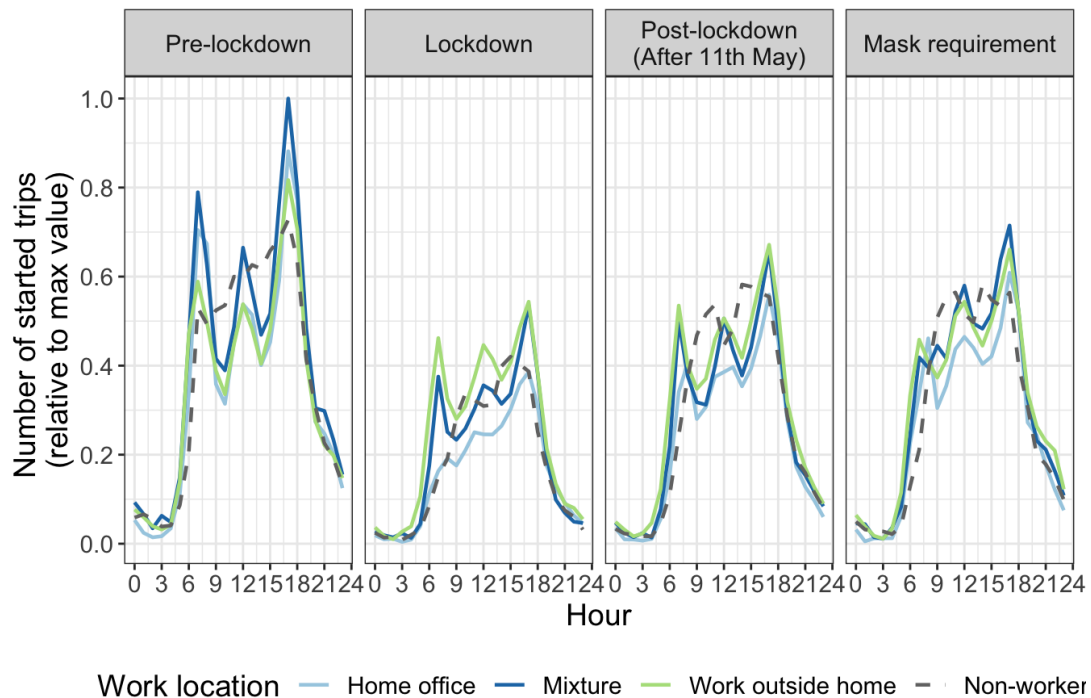 Pre-lockdown
Lockdown
Post-lockdown
(After 11th May)
Mask requirement
Number of started trips
(relative to max value)
1.0
0.8
0.6
0.4
0.2
0.0
0 3 6 9 12 15 18 21 24
0 3 6 9 12 15 18 21 24
0 3 6 9 12 15 18 21 24
0 3 6 9 12 15 18 21 24
Hour
Work location Home office Mixture Work outside home Non-worker